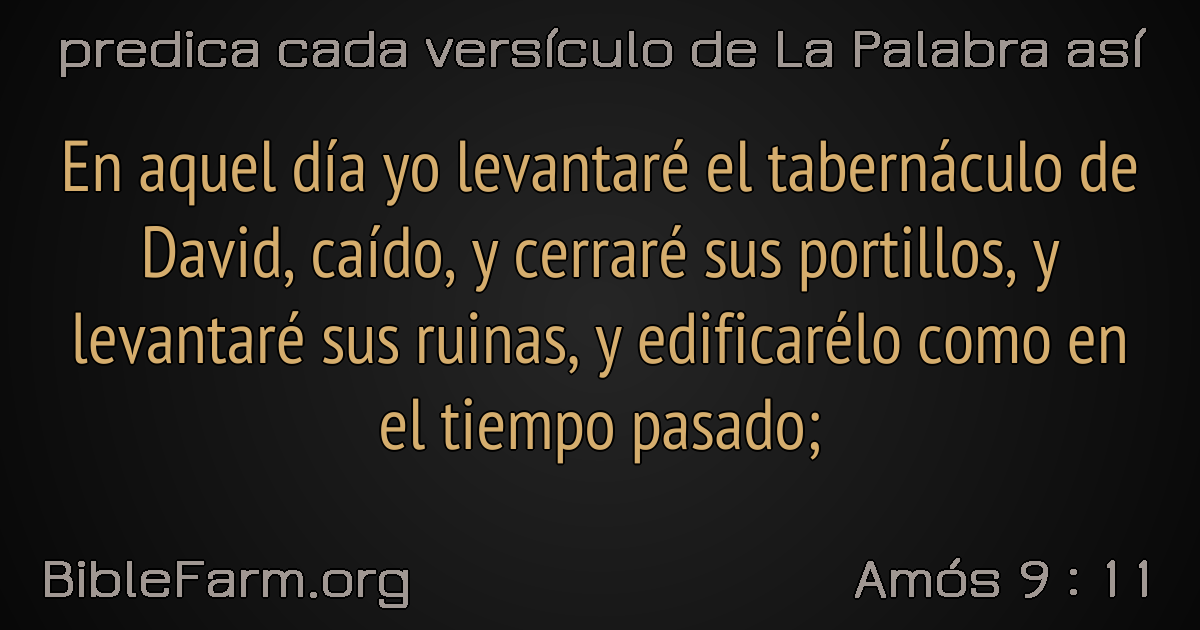 predica cada versículo de La Palabra así
En aquel día yo levantaré el tabernáculo de
David, caído, y cerraré sus portillos, y
levantaré sus ruinas, y edificarélo como en
el tiempo pasado;
BibleFarm.org
Amós 9 : 11